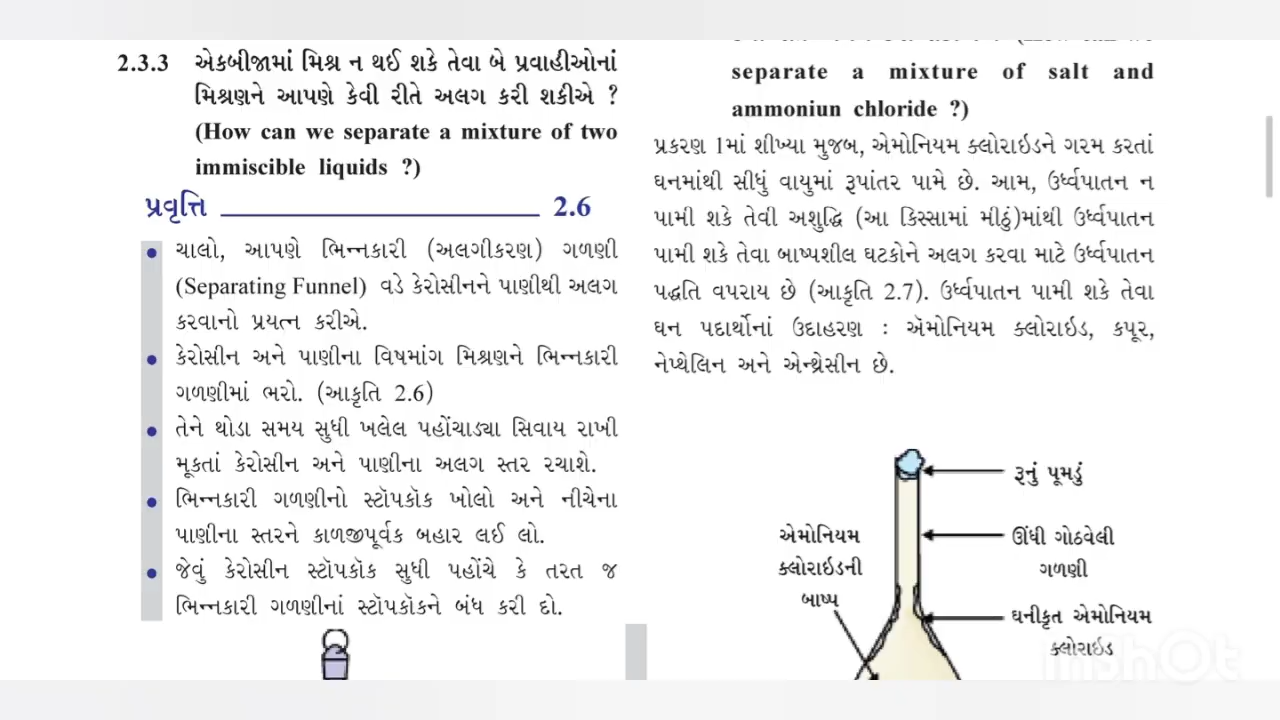 2.3.3 એકબીજામાં મિશ્ર ન થઈ શકે તેવા બે પ્રવાહીઓનાં
મિશ્રણને આપણે કેવી રીતે અલગ કરી શકીએ ?
(How can we separate a mixture of two
immiscible liquids ?)
પ્રવૃત્તિ 2.6
• ચાલો, આપણે ભિન્નકારી (અલગીકરણ) ગળણી
(Separating Funnel) વડે કેરોસીનને પાણીથી અલગ
કરવાનો પ્રયત્ન કરીએ.
• કેરોસીન અને પાણીના વિષમાંગ મિશ્રણને ભિન્નકારી
ગળણીમાં ભરો. (આકૃતિ 2.6)
• તેને થોડા સમય સુધી ખલેલ પહોંચાડ્યા સિવાય રાખી
મૂકતાં કેરોસીન અને પાણીના અલગ સ્તર રચાશે.
• ભિન્નકારી ગળણીનો સ્ટૉપકૉક ખોલો અને નીચેના
પાણીના સ્તરને કાળજીપૂર્વક બહાર લઈ લો.
• જેવું કેરોસીન સ્ટૉપકૉક સુધી પહોંચે કે તરત જ
ભિન્નકારી ગળણીનાં સ્ટૉપકૉકને બંધ કરી દો.
separate a mixture of salt and
ammoniun chloride ?)
પ્રકરણ 1માં શીખ્યા મુજબ, એમોનિયમ ક્લોરાઇડને ગરમ કરતાં
ઘનમાંથી સીધું વાયુમાં રૂપાંતર પામે છે. આમ, ઉર્ધ્વપાતન ન
પામી શકે તેવી અશુદ્ધિ (આ કિસ્સામાં મીઠું)માંથી ઉર્ધ્વપાતન
પામી શકે તેવા બાષ્પશીલ ઘટકોને અલગ કરવા માટે ઉર્ધ્વપાતન
પદ્ધતિ વપરાય છે (આકૃતિ 2.7). ઉર્ધ્વપાતન પામી શકે તેવા
ઘન પદાર્થોનાં ઉદાહરણ : ઍમોનિયમ ક્લોરાઇડ, કપૂર,
નેપ્થેલિન અને એન્થ્રેસીન છે.
રૂનું પૂમડું
ઊંધી ગોઠવેલી
ગળણી
એમોનિયમ
ક્લોરાઇડની
બાષ્પ
ઘનીકૃત એમોનિયમ
ક્લોરાઇડ
InShOt